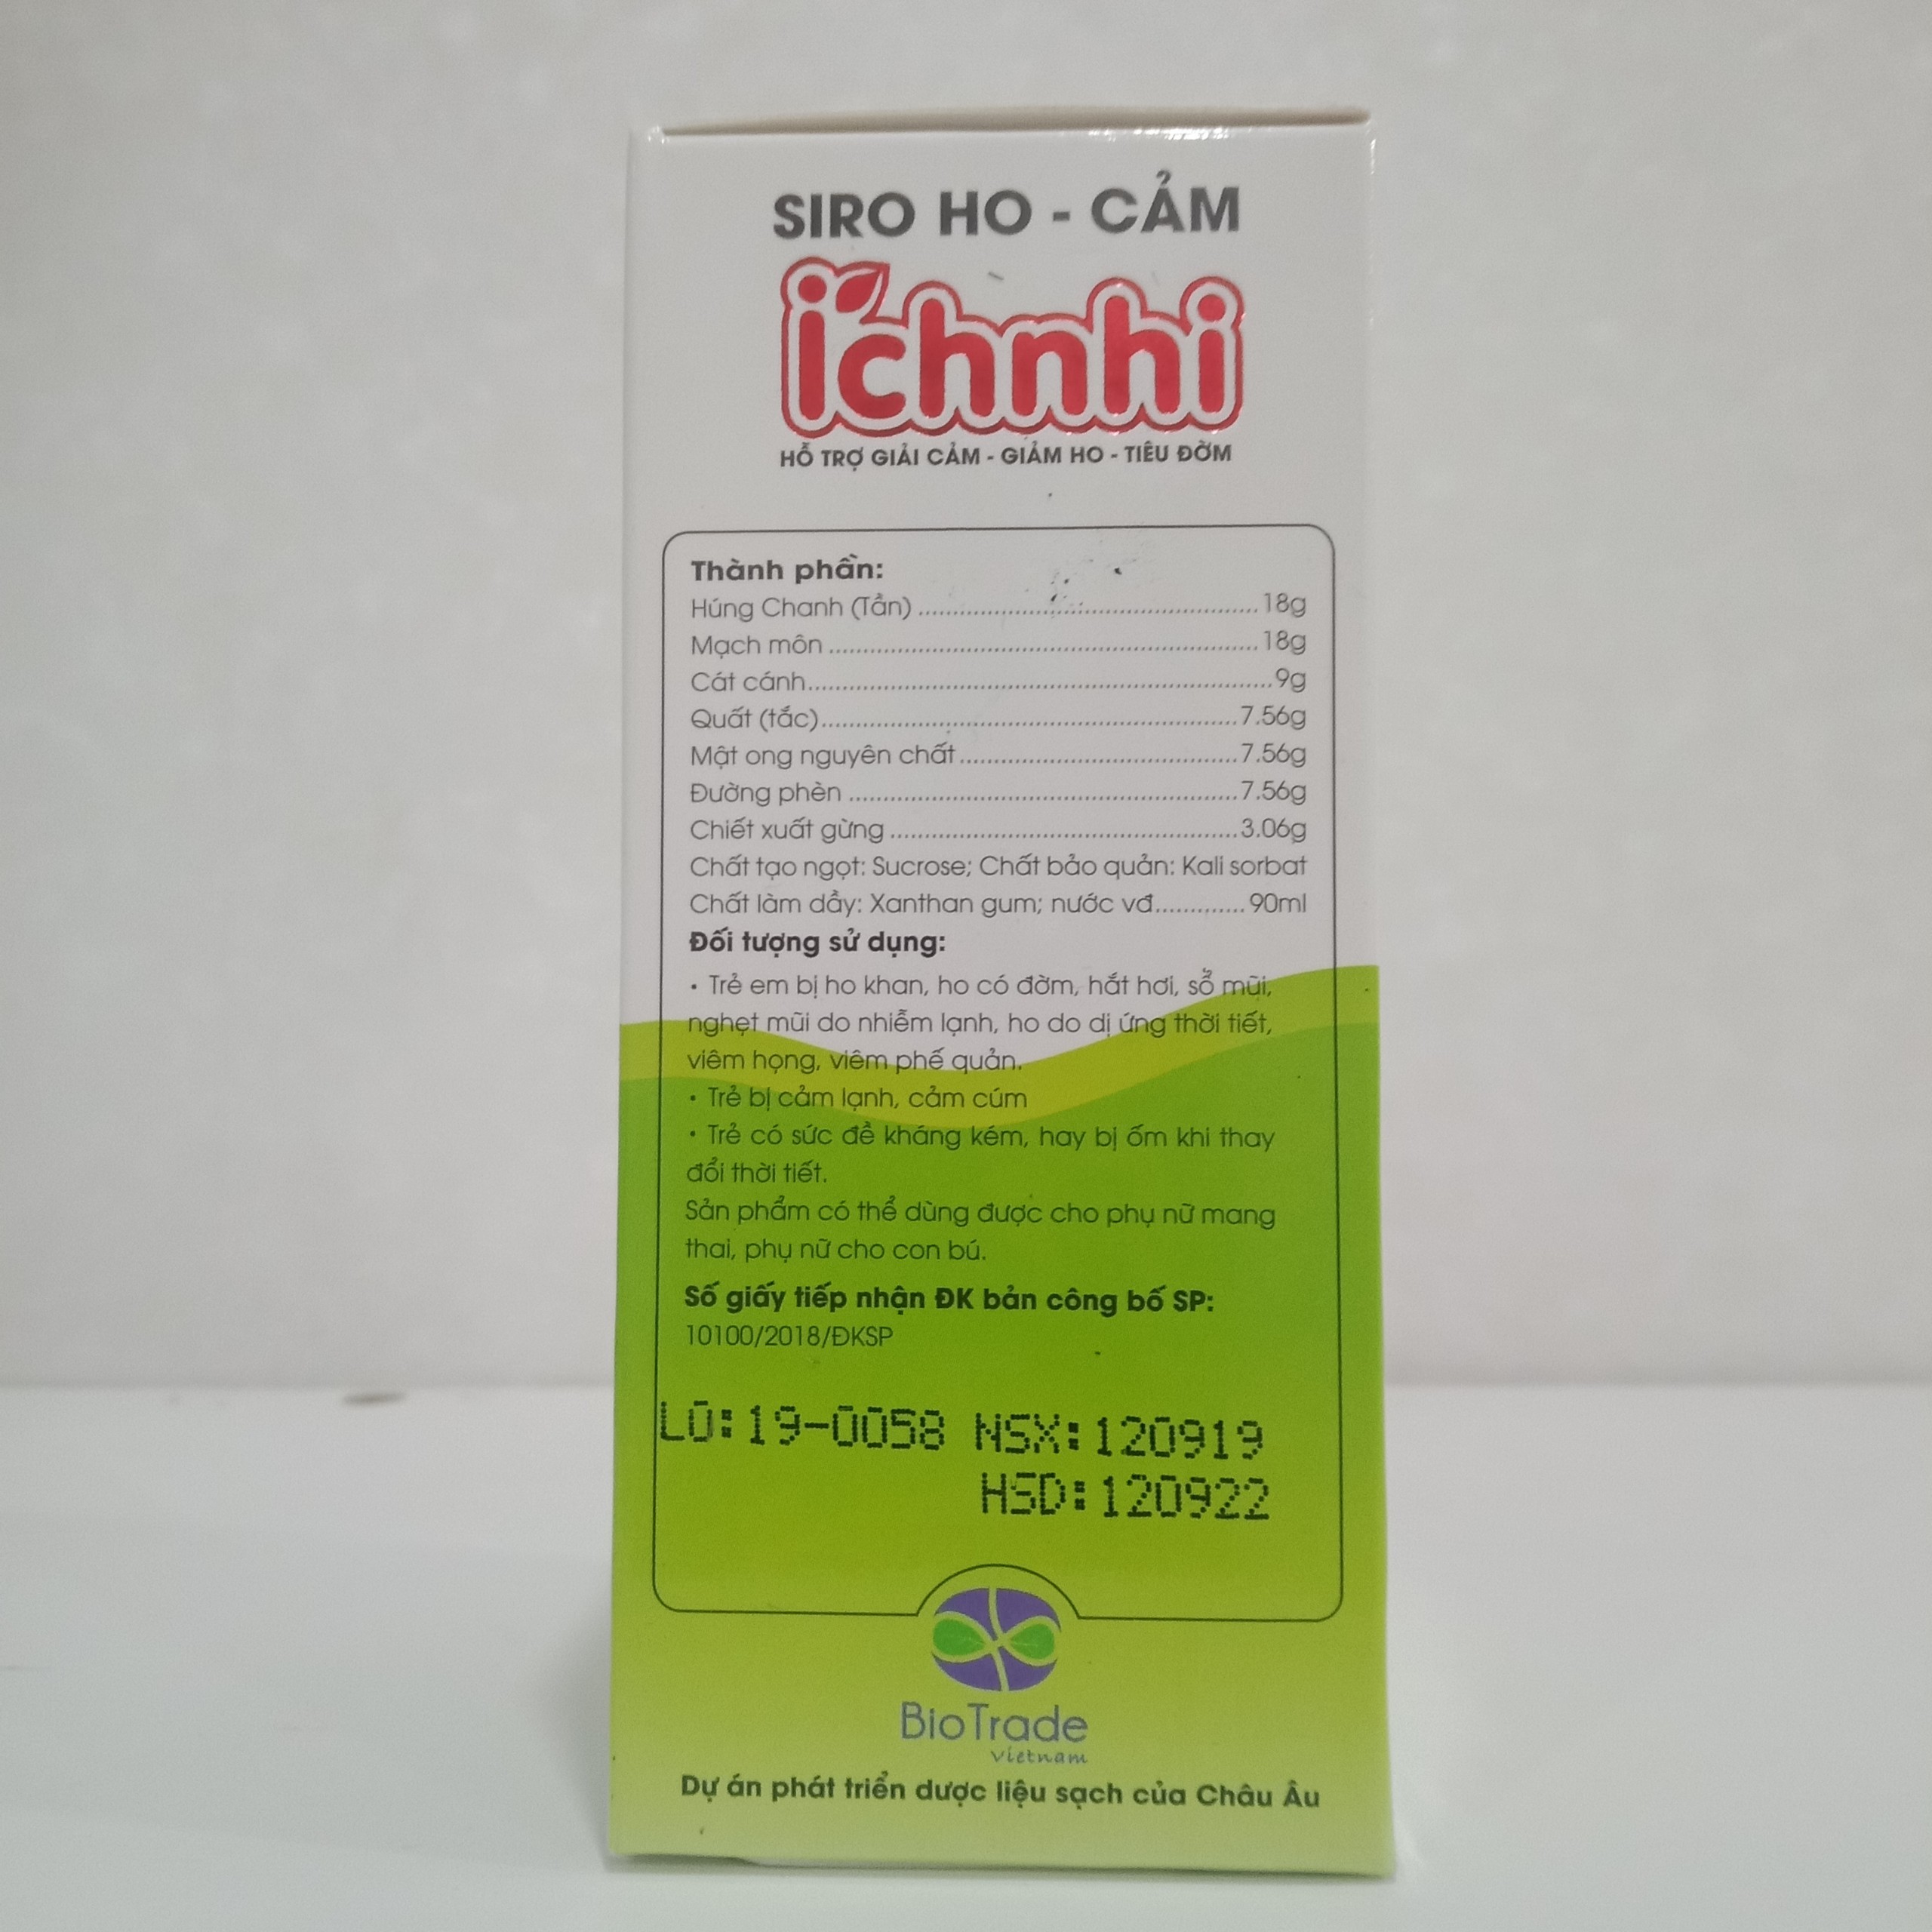 SIRO HO - CẢM
ichnhi
HỖ TRỢ GIẢI CẢM - GIẢM HO - TIÊU ĐỜM
Thành phần:
Húng Chanh (Tần) .................................................. 18g
Mạch môn ................................................................ 18g
Cát cánh..................................................................... 9g
Quất (tắc).............................................................. 7.56g
Mật ong nguyên chất......................................... 7.56g
Đường phèn .......................................................... 7.56g
Chiết xuất gừng .................................................... 3.06g
Chất tạo ngọt: Sucrose; Chất bảo quản: Kali sorbat
Chất làm dầy: Xanthan gum; nước vđ............. 90ml
Đối tượng sử dụng:
• Trẻ em bị ho khan, ho có đờm, hắt hơi, sổ mũi,
nghẹt mũi do nhiễm lạnh, ho do dị ứng thời tiết,
viêm họng, viêm phế quản.
• Trẻ bị cảm lạnh, cảm cúm
• Trẻ có sức đề kháng kém, hay bị ốm khi thay
đổi thời tiết.
Sản phẩm có thể dùng được cho phụ nữ mang
thai, phụ nữ cho con bú.
Số giấy tiếp nhận ĐK bản công bố SP:
10100/2018/ĐKSP
LÔ:19-0058 NSX:120919
HSD:120922
BioTrade
Vietnam
Dự án phát triển dược liệu sạch của Châu Âu